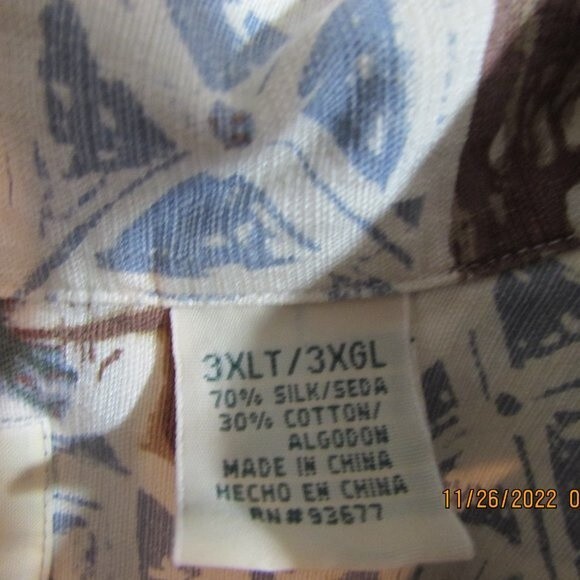 3XLT/3XGL
70% SILK/SEDA
30% COTTON/
ALGODON
MADE IN CHINA
HECHO EN CHINA
RN#93677
11/26/2022 0